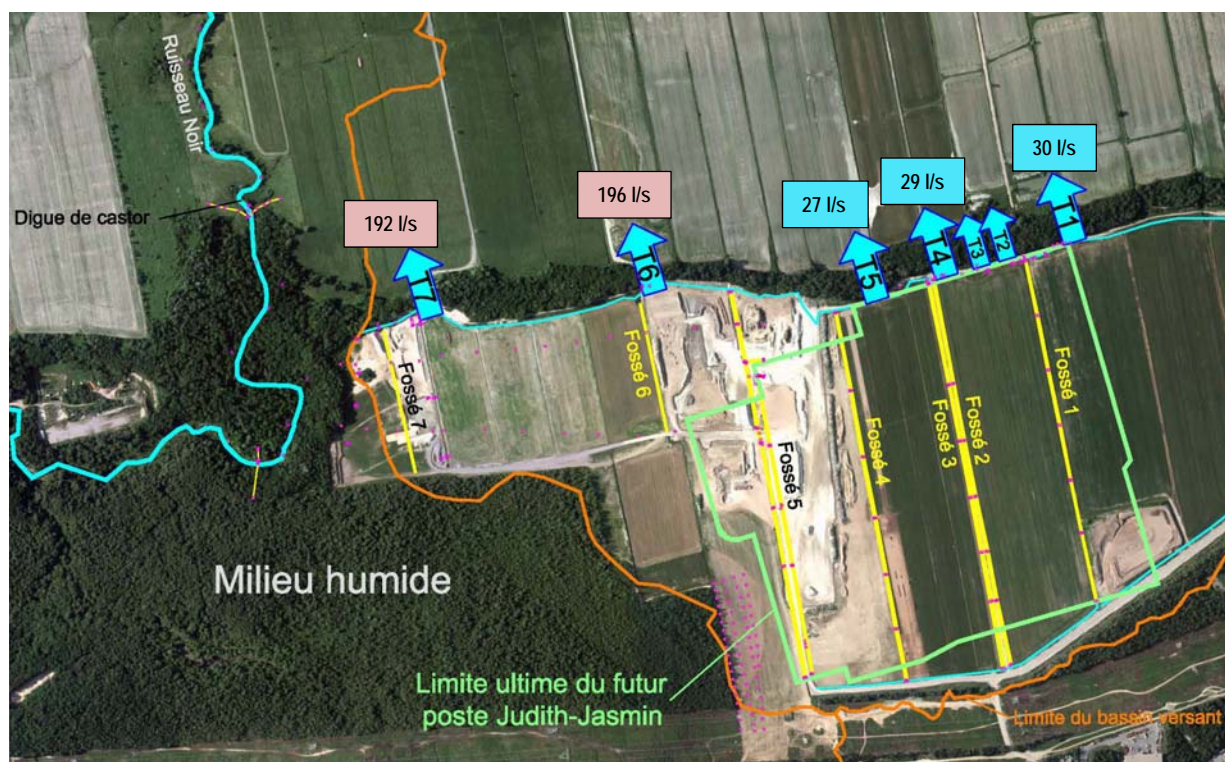 Ruisseau Noir
Digue de castor
192 l/s
196 l/s
27 l/s
29 l/s
30 l/s
T7
T6
T5
T4
T3
T2
T1
Fossé 7
Fossé 6
Fossé 5
Fossé 4
Fossé 3
Fossé 2
Fossé 1
Milieu humide
Limite ultime du futur
poste Judith-Jasmin
Limite du bassin versant